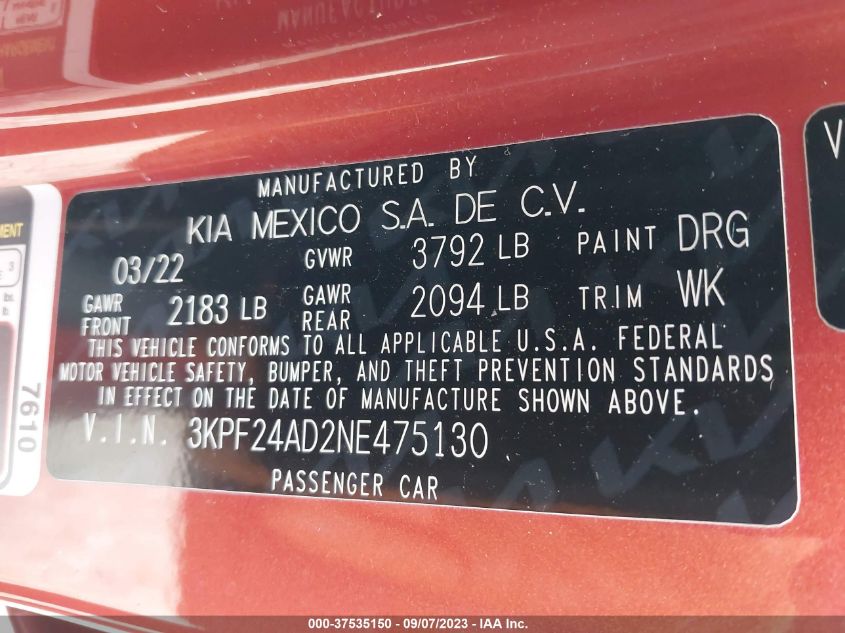 MANUFACTURED BY
KIA MEXICO S.A. DE C.V.
03/22 GVWR 3792 LB PAINT DRG
GAWR FRONT 2183 LB GAWR REAR 2094 LB TRIM WK
THIS VEHICLE CONFORMS TO ALL APPLICABLE U.S.A. FEDERAL
MOTOR VEHICLE SAFETY, BUMPER, AND THEFT PREVENTION STANDARDS
IN EFFECT ON THE DATE OF MANUFACTURE SHOWN ABOVE.
V.I.N. 3KPF24AD2NE475130
PASSENGER CAR
MENT
3
7610
V
000-37535150 - 09/07/2023 - IAA Inc.